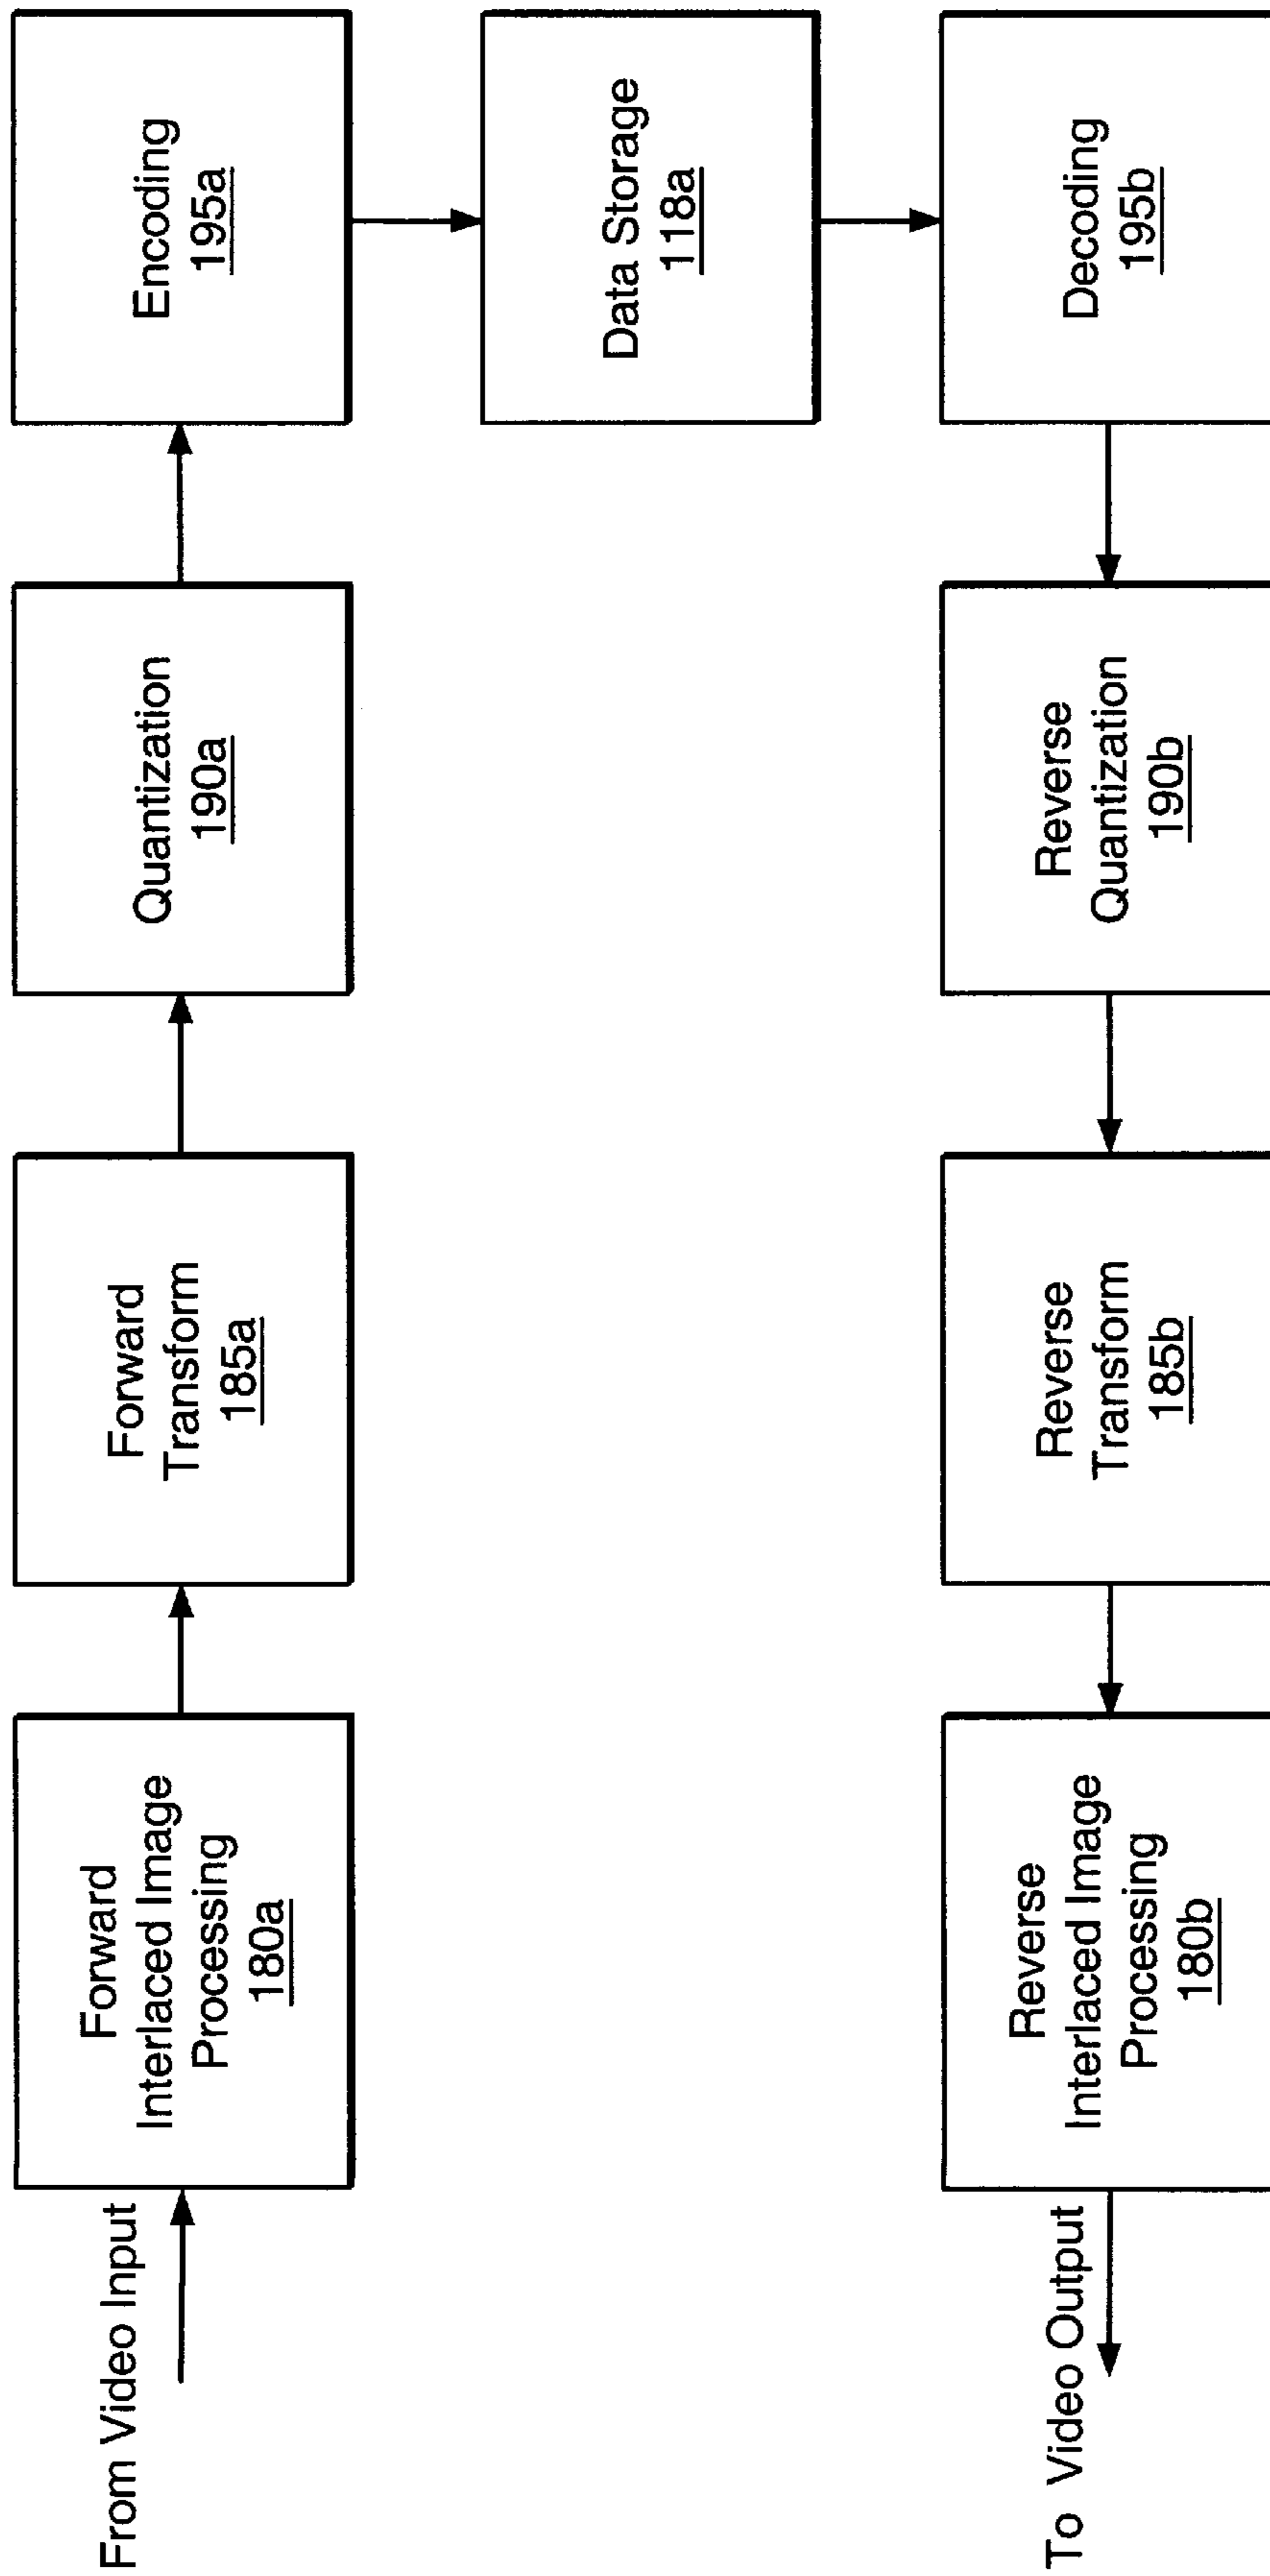 From Video Input
Forward
Interlaced Image
Processing
180a
Forward
Transform
185a
Quantization
190a
Encoding
195a
Data Storage
118a
Decoding
195b
Reverse
Quantization
190b
Reverse
Transform
185b
Reverse
Interlaced Image
Processing
180b
To Video Output